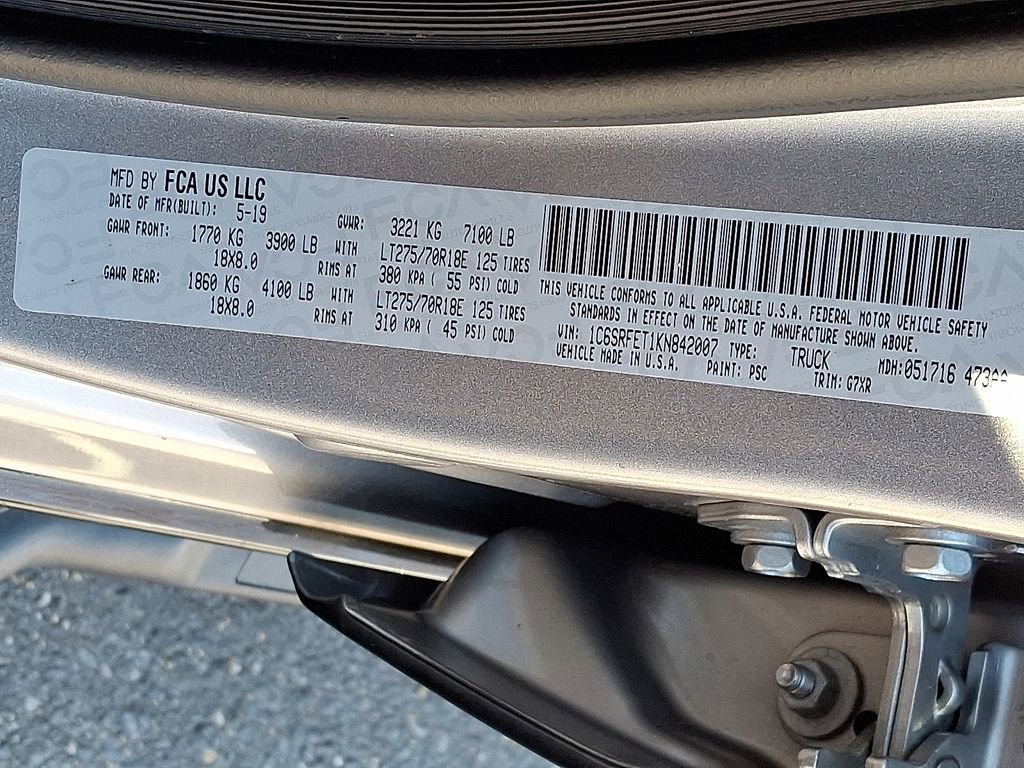 MFD BY FCA US LLC
DATE OF MFR(BUILT): 5-19 GVWR: 3221 KG 7100 LB
GAWR FRONT: 1770 KG 3900 LB WITH LT275/70R18E 125 TIRES
18X8.0 RIMS AT 380 KPA ( 55 PSI) COLD
GAWR REAR: 1860 KG 4100 LB WITH LT275/70R18E 125 TIRES
18X8.0 RIMS AT 310 KPA ( 45 PSI) COLD
THIS VEHICLE CONFORMS TO ALL APPLICABLE U.S.A. FEDERAL MOTOR VEHICLE SAFETY
STANDARDS IN EFFECT ON THE DATE OF MANUFACTURE SHOWN ABOVE.
VIN: 1C6SRFET1KN842007 TYPE: TRUCK MDH:051716
VEHICLE MADE IN U.S.A. PAINT: PSC TRIM: G7XR